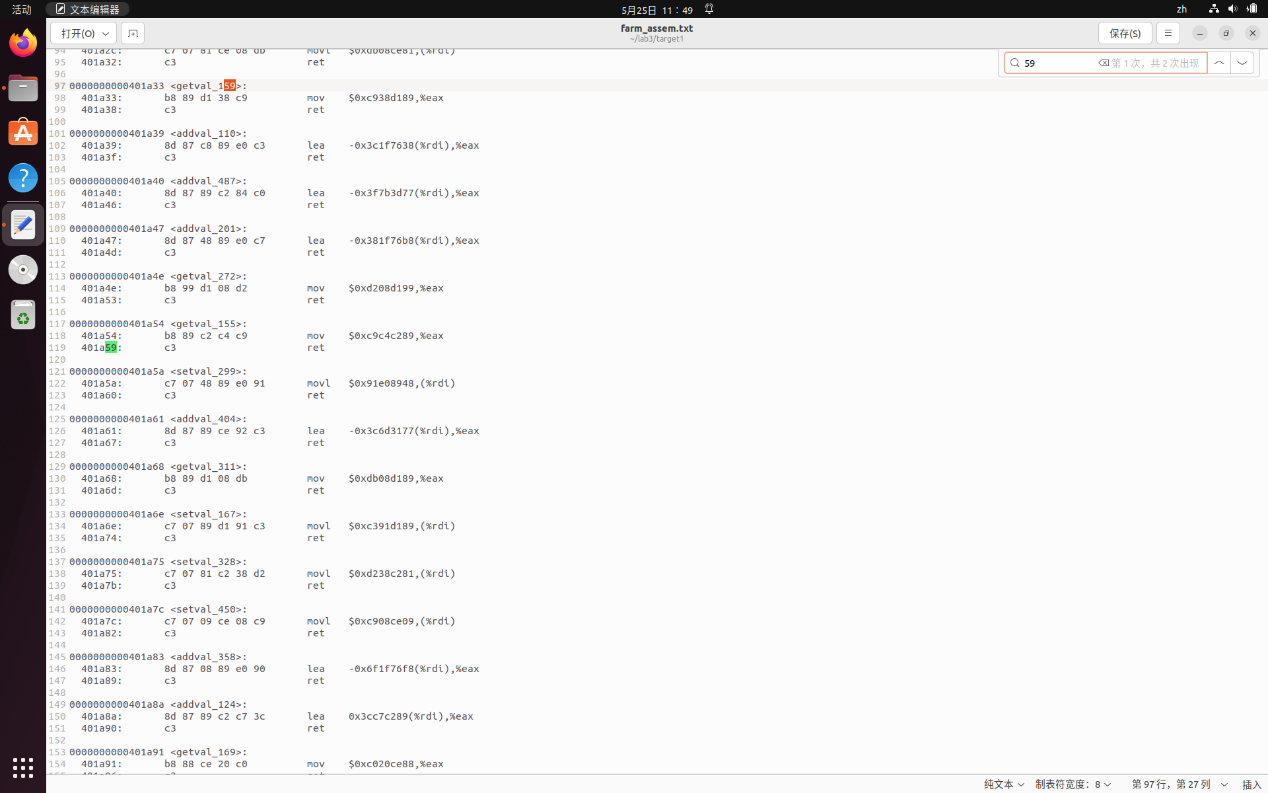 活动 文本编辑器 5月25日 11：49 zh
打开(O) farm_assem.txt 保存(S)
~/lab3/target1
59 第 1 次，共 2 次出现
94 401a2c: c7 07 81 ce 08 db movl $0xdb08ce81,(%rdi)
95 401a32: c3 ret
96
97 0000000000401a33 <getval_159>:
98 401a33: b8 89 d1 38 c9 mov $0xc938d189,%eax
99 401a38: c3 ret
100
101 0000000000401a39 <addval_110>:
102 401a39: 8d 87 c8 89 e0 c3 lea -0x3c1f7638(%rdi),%eax
103 401a3f: c3 ret
104
105 0000000000401a40 <addval_487>:
106 401a40: 8d 87 89 c2 84 c0 lea -0x3f7b3d77(%rdi),%eax
107 401a46: c3 ret
108
109 0000000000401a47 <addval_201>:
110 401a47: 8d 87 48 89 e0 c7 lea -0x381f76b8(%rdi),%eax
111 401a4d: c3 ret
112
113 0000000000401a4e <getval_272>:
114 401a4e: b8 99 d1 08 d2 mov $0xd208d199,%eax
115 401a53: c3 ret
116
117 0000000000401a54 <getval_155>:
118 401a54: b8 89 c2 c4 c9 mov $0xc9c4c289,%eax
119 401a59: c3 ret
120
121 0000000000401a5a <setval_299>:
122 401a5a: c7 07 48 89 e0 91 movl $0x91e08948,(%rdi)
123 401a60: c3 ret
124
125 0000000000401a61 <addval_404>:
126 401a61: 8d 87 89 ce 92 c3 lea -0x3c6d3177(%rdi),%eax
127 401a67: c3 ret
128
129 0000000000401a68 <getval_311>:
130 401a68: b8 89 d1 08 db mov $0xdb08d189,%eax
131 401a6d: c3 ret
132
133 0000000000401a6e <setval_167>:
134 401a6e: c7 07 89 d1 91 c3 movl $0xc391d189,(%rdi)
135 401a74: c3 ret
136
137 0000000000401a75 <setval_328>:
138 401a75: c7 07 81 c2 38 d2 movl $0xd238c281,(%rdi)
139 401a7b: c3 ret
140
141 0000000000401a7c <setval_450>:
142 401a7c: c7 07 09 ce 08 c9 movl $0xc908ce09,(%rdi)
143 401a82: c3 ret
144
145 0000000000401a83 <addval_358>:
146 401a83: 8d 87 08 89 e0 90 lea -0x6f1f76f8(%rdi),%eax
147 401a89: c3 ret
148
149 0000000000401a8a <addval_124>:
150 401a8a: 8d 87 89 c2 c7 3c lea 0x3cc7c289(%rdi),%eax
151 401a90: c3 ret
152
153 0000000000401a91 <getval_169>:
154 401a91: b8 88 ce 20 c0 mov $0xc020ce88,%eax
纯文本 制表符宽度：8 第 97 行，第 27 列 插入